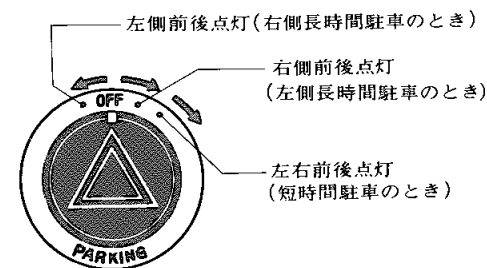 左側前後点灯(右側長時間駐車のとき)
右側前後点灯
(左側長時間駐車のとき)
OFF
左右前後点灯
(短時間駐車のとき)
PARKING